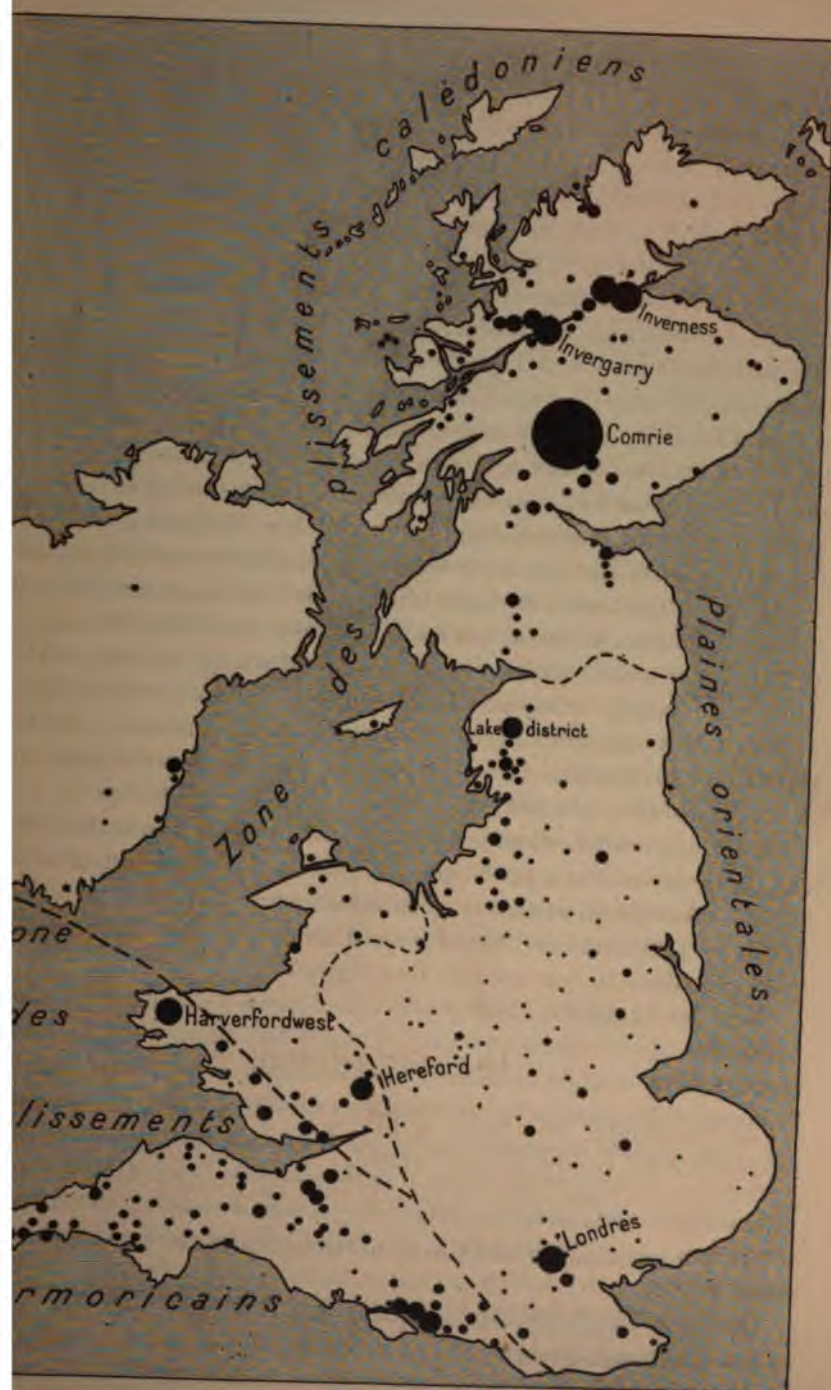 Zone des plissements calédoniens
Inverness
Invergarry
Comrie
Plaines orientales
Lake district
one
des
lissements
rmoricains
Harverfordwest
Hereford
Londres